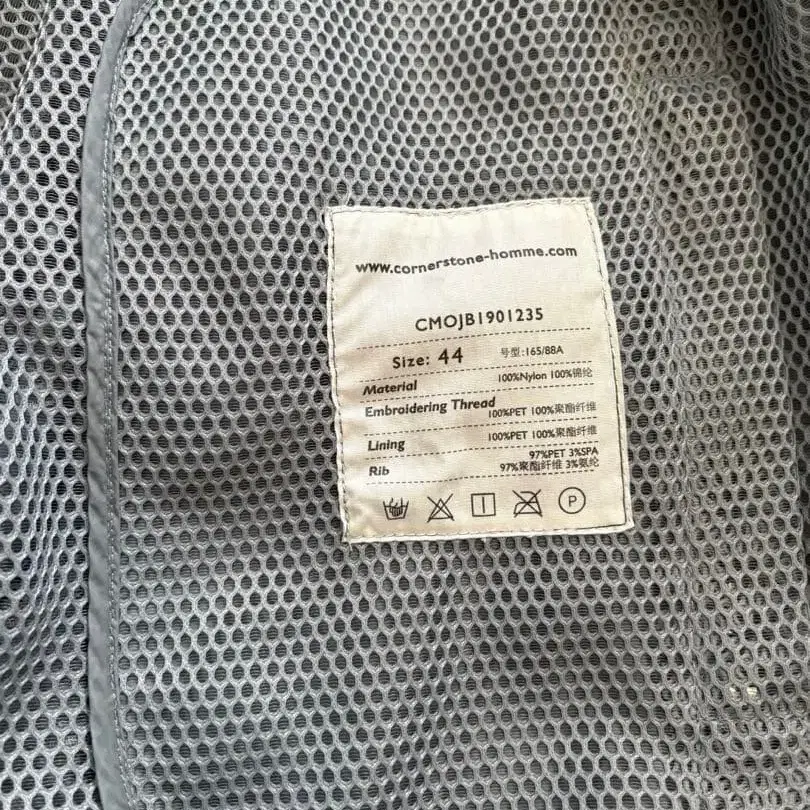 www.cornerstone-homme.com
CMOJB1901235
Size: 44 号型:165/88A
Material 100%Nylon 100%锦纶
Embroidering Thread 100%PET 100%聚酯纤维
Lining 100%PET 100%聚酯纤维
Rib 97%PET 3%SPA
97%聚酯纤维 3%氨纶
P